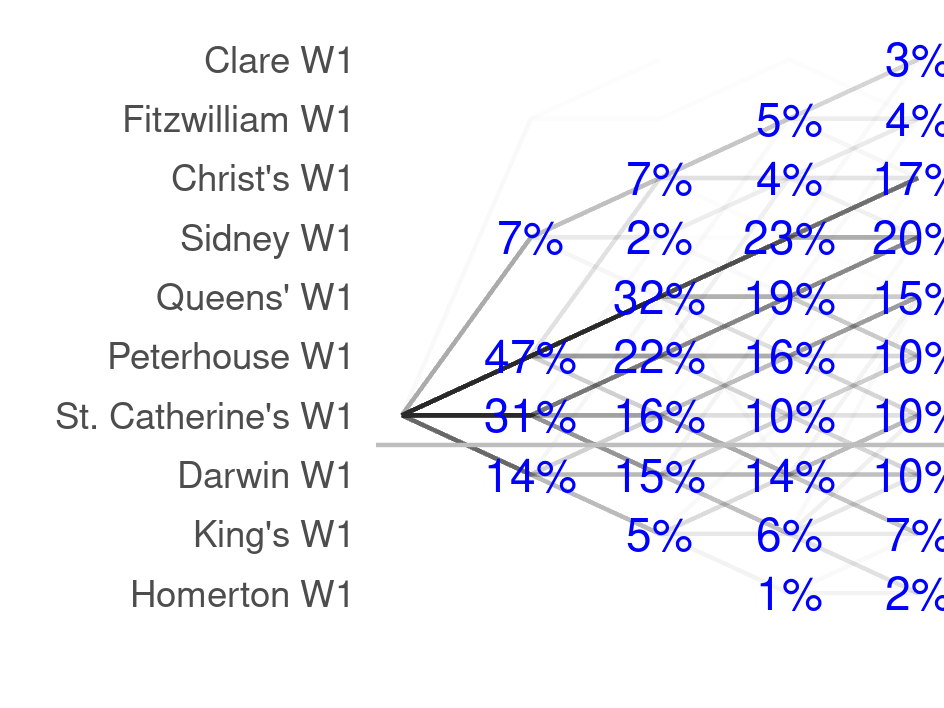 Clare W1 3%
Fitzwilliam W1 5% 4%
Christ's W1 7% 4% 17%
Sidney W1 7% 2% 23% 20%
Queens' W1 32% 19% 15%
Peterhouse W1 47% 22% 16% 10%
St. Catherine's W1 31% 16% 10% 10%
Darwin W1 14% 15% 14% 10%
King's W1 5% 6% 7%
Homerton W1 1% 2%